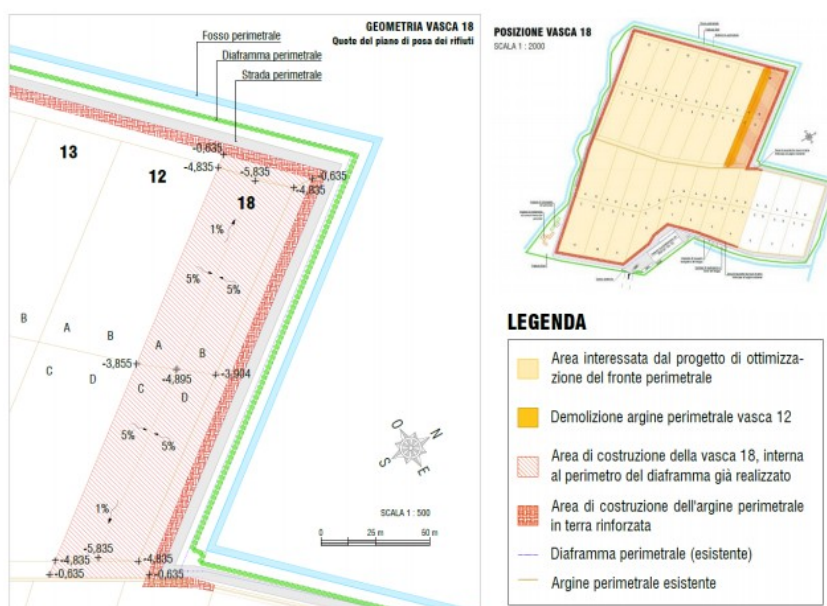 GEOMETRIA VASCA 18
Quote del piano di posa dei rifiuti
Fosso perimetrale
Diaframma perimetrale
Strada perimetrale
13
12
18
-0,635
-4,835
-5,835
-4,835
-0,635
1%
5%
5%
B
A
B
A
B
C
D
C
D
-3,855
-4,895
-3,904
5%
5%
1%
-5,835
-4,835
-4,835
-0,635
-0,635
O
N
S
E
SCALA 1 : 500
0
25 m
50 m
POSIZIONE VASCA 18
SCALA 1 : 2000
LEGENDA
Area interessata dal progetto di ottimizza-
zione del fronte perimetrale
Demolizione argine perimetrale vasca 12
Area di costruzione della vasca 18, interna
al perimetro del diaframma già realizzato
Area di costruzione dell'argine perimetrale
in terra rinforzata
Diaframma perimetrale (esistente)
Argine perimetrale esistente